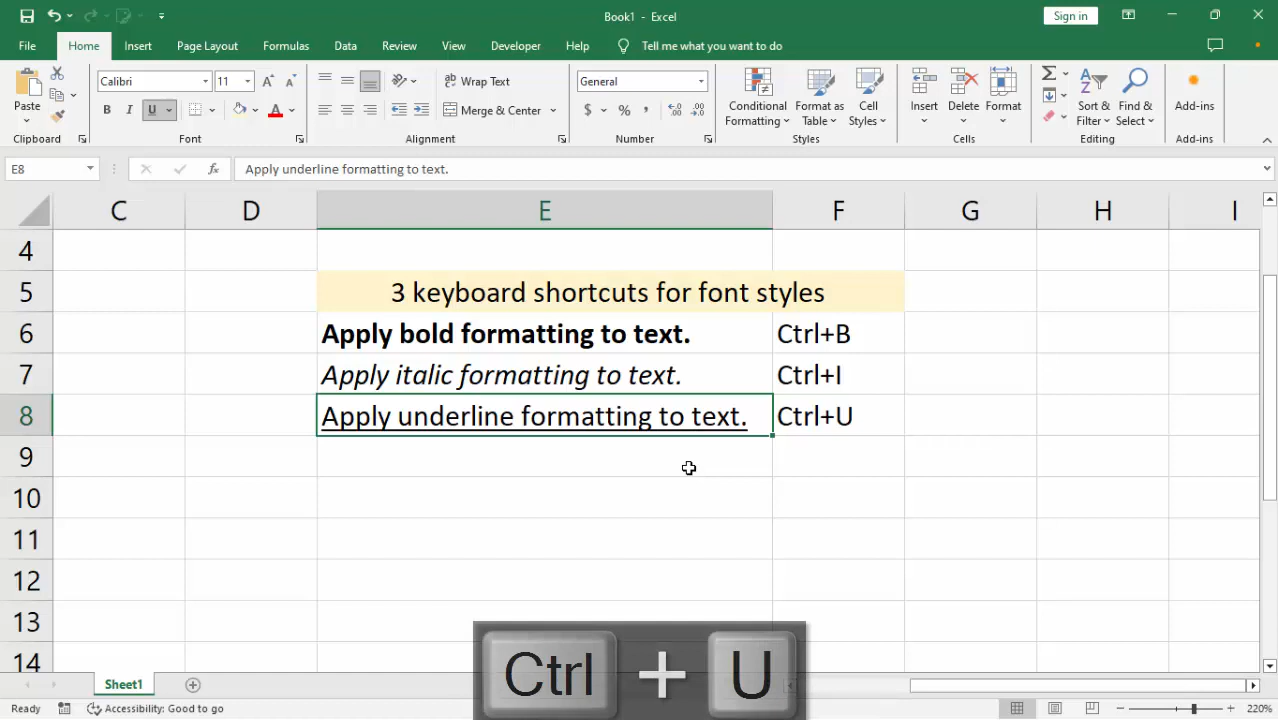 Book1 - Excel
Sign in
File Home Insert Page Layout Formulas Data Review View Developer Help Tell me what you want to do
Paste
Calibri 11
B I U A
Wrap Text
Merge & Center
General
$ % ,
Conditional Formatting
Format as Table
Cell Styles
Insert
Delete
Format
Sort & Filter
Find & Select
Add-ins
Clipboard Font Alignment Number Styles Cells Editing Add-ins
E8 fx Apply underline formatting to text.
C D E F G H I
4
5 3 keyboard shortcuts for font styles
6 Apply bold formatting to text. Ctrl+B
7 Apply italic formatting to text. Ctrl+I
8 Apply underline formatting to text. Ctrl+U
9
10
11
12
13
14
Ctrl + U
Sheet1
Ready Accessibility: Good to go 220%